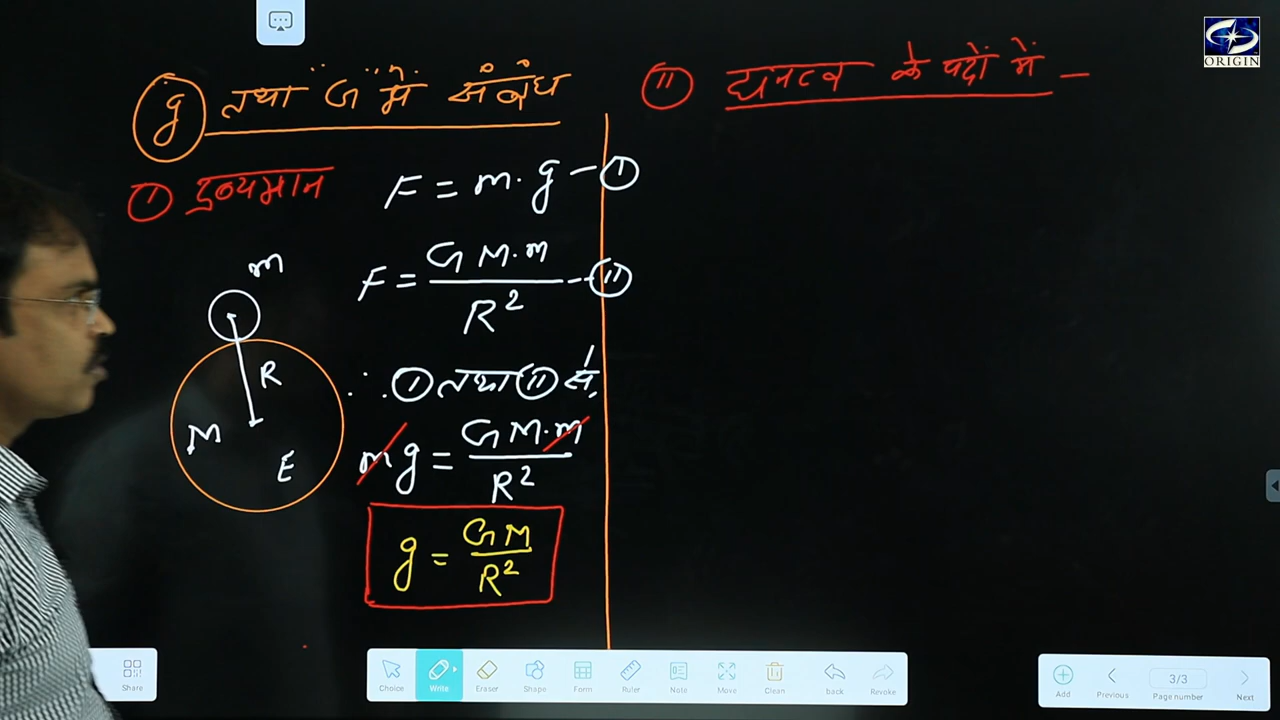 g तथा G में संबंध
(I) द्रव्यमान
F = m·g –(I)
m
F = GM·m / R² –(II)
R
M
E
∴ (I) तथा (II) से,
mg = GM·m / R²
g = GM / R²
(II) घनत्व के पदों में –
ORIGIN
Share
Choice Write Eraser Shape Form Ruler Note Move Clean back Revoke
Add Previous 3/3 Page number Next